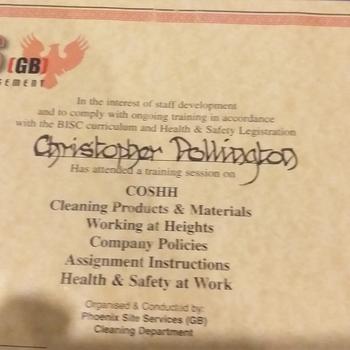 (GB)
In the interest of staff development
and to comply with ongoing training in accordance
with the BISC curriculum and Health & Safety Legistration
Christopher Pollington
Has attended a training session on
COSHH
Cleaning Products & Materials
Working at Heights
Company Policies
Assignment Instructions
Health & Safety at Work
Organised & Conducted by:
Phoenix Site Services (GB)
Cleaning Department